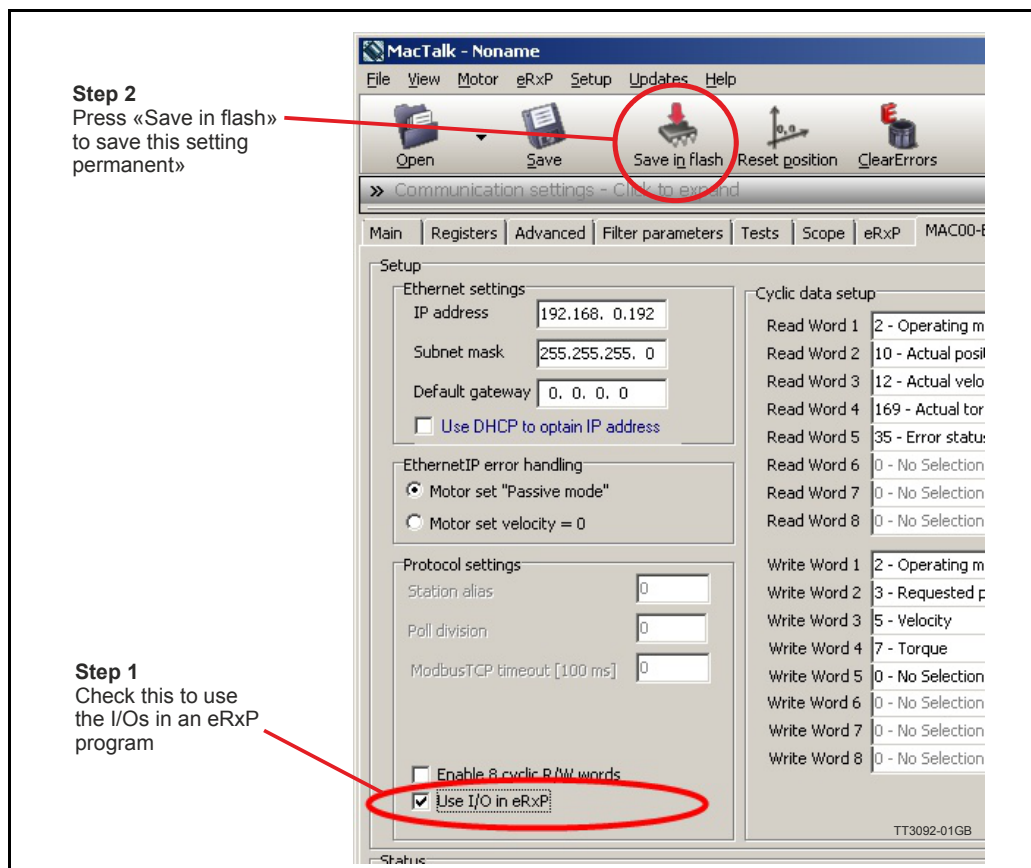 MacTalk - Noname
File View Motor eRxP Setup Updates Help
Step 2
Press «Save in flash»
to save this setting
permanent»
Open
Save
Save in flash
Reset position
ClearErrors
» Communication settings - Click to expand
Main
Registers
Advanced
Filter parameters
Tests
Scope
eRxP
MAC00-E
Setup
Ethernet settings
IP address 192.168. 0.192
Subnet mask 255.255.255. 0
Default gateway 0. 0. 0. 0
Use DHCP to optain IP address
EthernetIP error handling
Motor set "Passive mode"
Motor set velocity = 0
Protocol settings
Station alias 0
Poll division 0
ModbusTCP timeout [100 ms] 0
Step 1
Check this to use
the I/Os in an eRxP
program
Enable 8 cyclic R/W words
Use I/O in eRxP
Cyclic data setup
Read Word 1 2 - Operating m
Read Word 2 10 - Actual posit
Read Word 3 12 - Actual velo
Read Word 4 169 - Actual tor
Read Word 5 35 - Error status
Read Word 6 0 - No Selection
Read Word 7 0 - No Selection
Read Word 8 0 - No Selection
Write Word 1 2 - Operating m
Write Word 2 3 - Requested p
Write Word 3 5 - Velocity
Write Word 4 7 - Torque
Write Word 5 0 - No Selection
Write Word 6 0 - No Selection
Write Word 7 0 - No Selection
Write Word 8 0 - No Selection
TT3092-01GB
Status